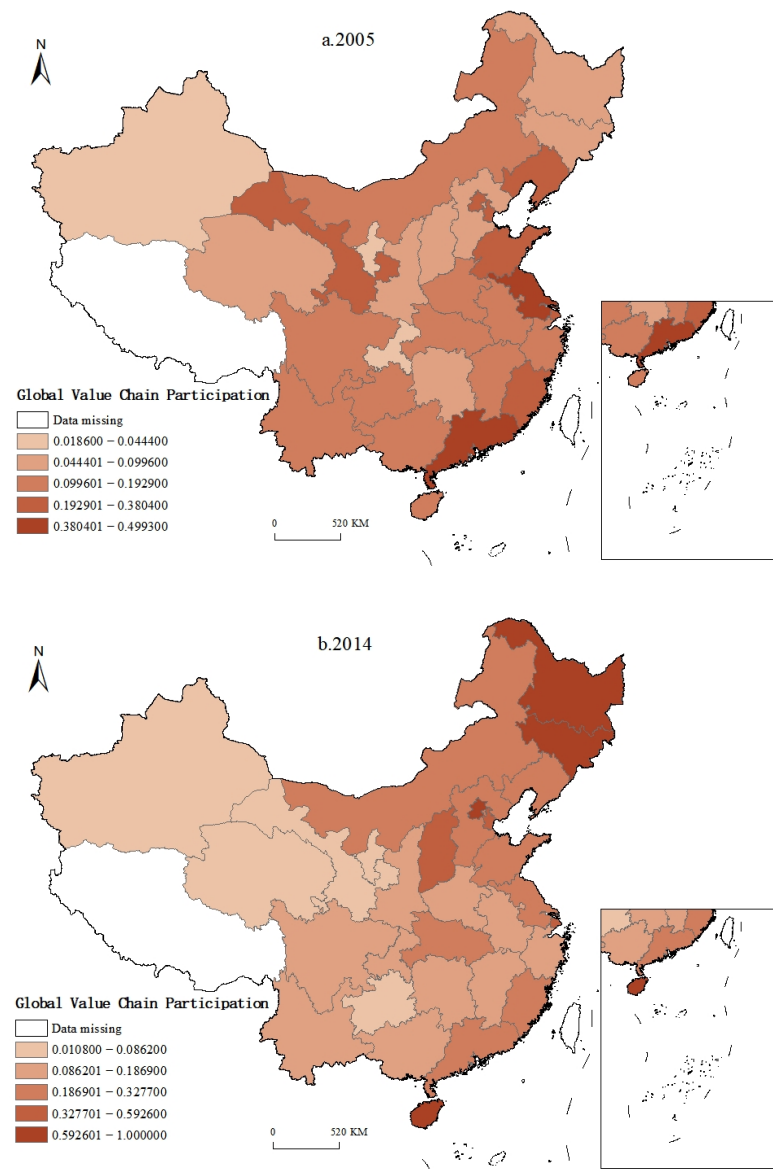 a.2005
N
Global Value Chain Participation
Data missing
0.018600 – 0.044400
0.044401 – 0.099600
0.099601 – 0.192900
0.192901 – 0.380400
0.380401 – 0.499300
0 520 KM
b.2014
N
Global Value Chain Participation
Data missing
0.010800 – 0.086200
0.086201 – 0.186900
0.186901 – 0.327700
0.327701 – 0.592600
0.592601 – 1.000000
0 520 KM